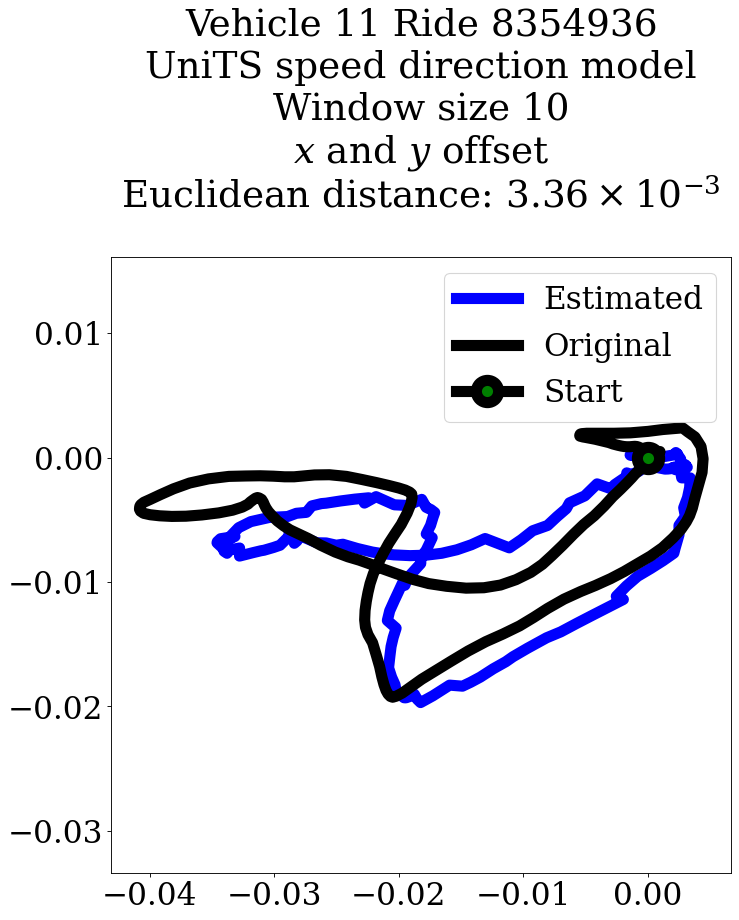 Vehicle 11 Ride 8354936
UniTS speed direction model
Window size 10
x and y offset
Euclidean distance: 3.36 × 10⁻³
Estimated
Original
Start
0.01
0.00
−0.01
−0.02
−0.03
−0.04 −0.03 −0.02 −0.01 0.00